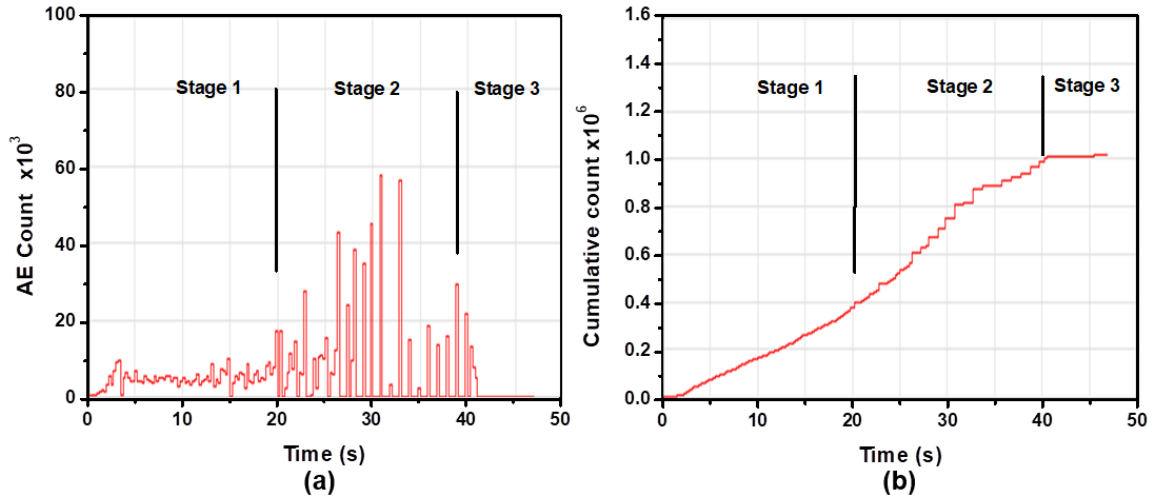 100
80
60
40
20
0
AE Count x10³
Stage 1
Stage 2
Stage 3
0 10 20 30 40 50
Time (s)
(a)
1.6
1.4
1.2
1.0
0.8
0.6
0.4
0.2
0.0
Cumulative count x10⁶
Stage 1
Stage 2
Stage 3
0 10 20 30 40 50
Time (s)
(b)